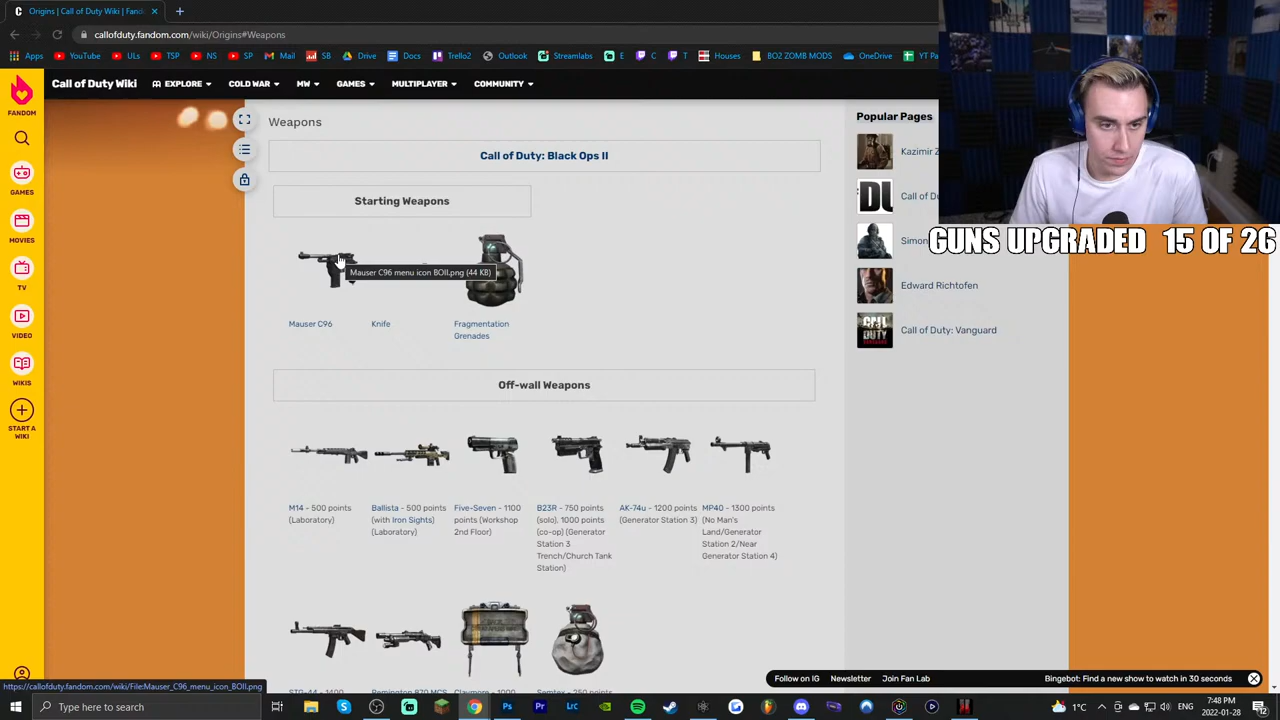 Origins | Call of Duty Wiki | Fand
callofduty.fandom.com/wiki/Origins#Weapons
Apps YouTube ULs TSP NS SP Mail SB Drive Docs Trello2 Outlook Streamlabs E C T Houses BO2 ZOMB MODS OneDrive YT Pa
FANDOM
GAMES
MOVIES
TV
VIDEO
WIKIS
START A
WIKI
Call of Duty Wiki EXPLORE COLD WAR MW GAMES MULTIPLAYER COMMUNITY
Weapons
Call of Duty: Black Ops II
Starting Weapons
Mauser C96 menu icon BOII.png (44 KB)
Mauser C96
Knife
Fragmentation
Grenades
Off-wall Weapons
M14 - 500 points
(Laboratory)
Ballista - 500 points
(with Iron Sights)
(Laboratory)
Five-Seven - 1100
points (Workshop
2nd Floor)
B23R - 750 points
(solo). 1000 points
(co-op) (Generator
Station 3
Trench/Church Tank
Station)
AK-74u - 1200 points
(Generator Station 3)
MP40 - 1300 points
(No Man's
Land/Generator
Station 2/Near
Generator Station 4)
STG-44 - 1400
Remington 870 MCS
Claymore - 1000
Semtex - 250
Popular Pages
Kazimir Z
Call of Du
Simon
Edward Richtofen
Call of Duty: Vanguard
GUNS UPGRADED 15 OF 26
Follow on IG Newsletter Join Fan Lab Bingebot: Find a new show to watch in 30 seconds
https://callofduty.fandom.com/wiki/File:Mauser_C96_menu_icon_BOII.png
Type here to search
1°C
7:48 PM
2022-01-28